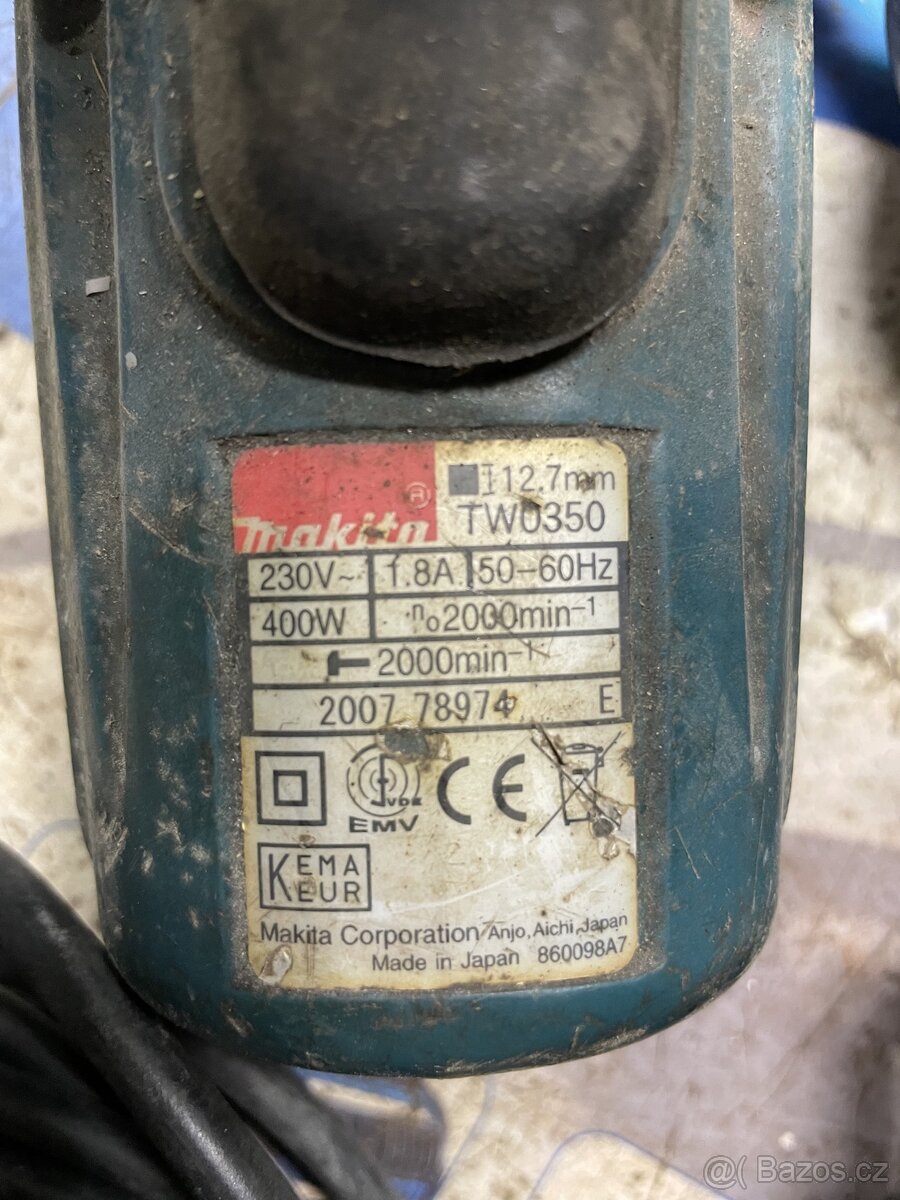 makita ®
12.7mm
TW0350
230V~ 1.8A 50-60Hz
400W n₀2000min⁻¹
2000min⁻¹
2007 78974 E
VDE
EMV
CE
KEMA
KEUR
Makita Corporation Anjo, Aichi, Japan
Made in Japan 860098A7
@( Bazos.cz